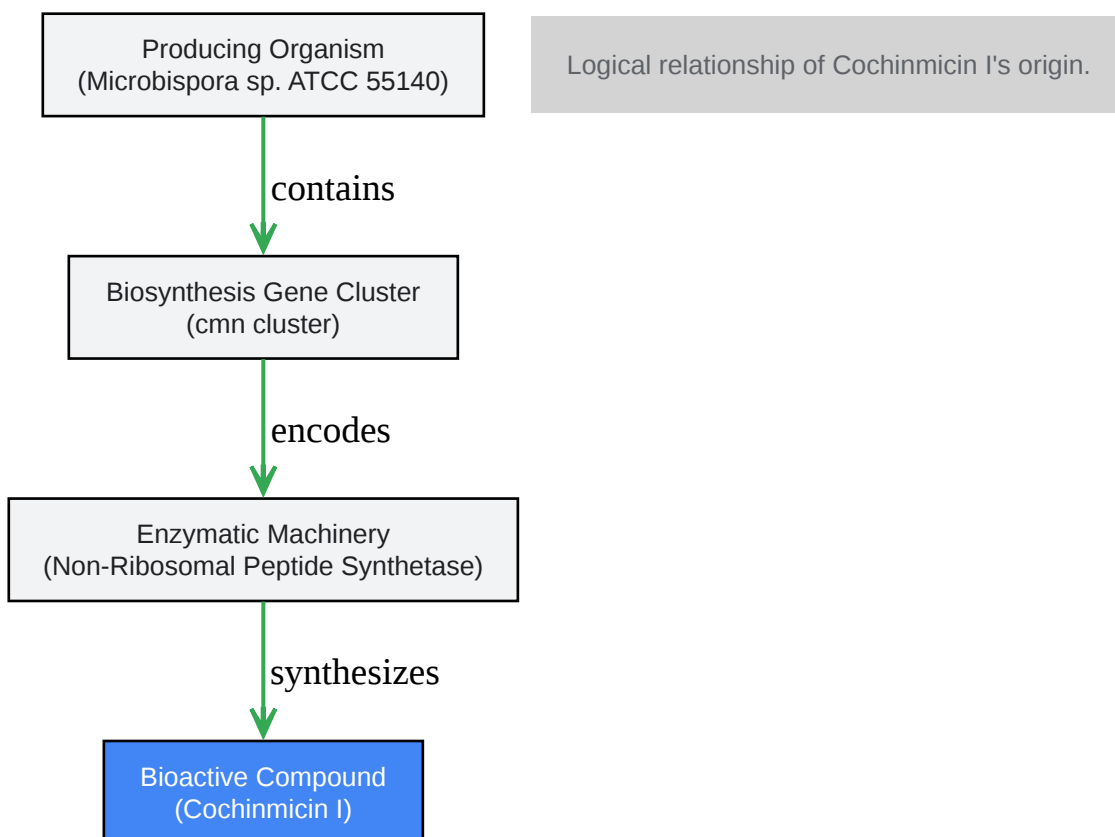 Producing Organism
(Microbispora sp. ATCC 55140)
Logical relationship of Cochinmicin I's origin.
contains
Biosynthesis Gene Cluster
(cmn cluster)
encodes
Enzymatic Machinery
(Non-Ribosomal Peptide Synthetase)
synthesizes
Bioactive Compound
(Cochinmicin I)